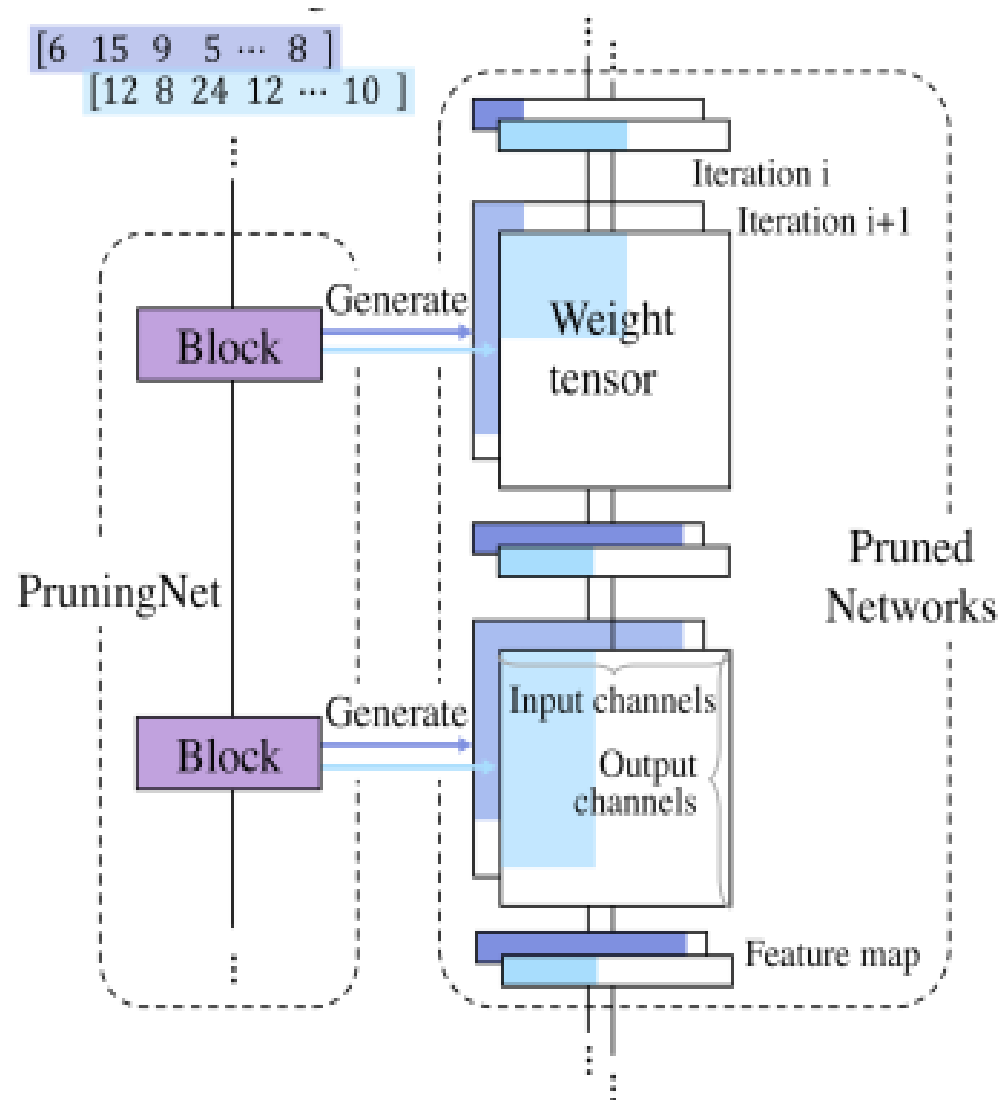 [6 15 9 5 ··· 8 ]
[12 8 24 12 ··· 10 ]
Iteration i
Iteration i+1
Generate
Block
Weight
tensor
PruningNet
Pruned
Networks
Generate
Block
Input channels
Output
channels
Feature map